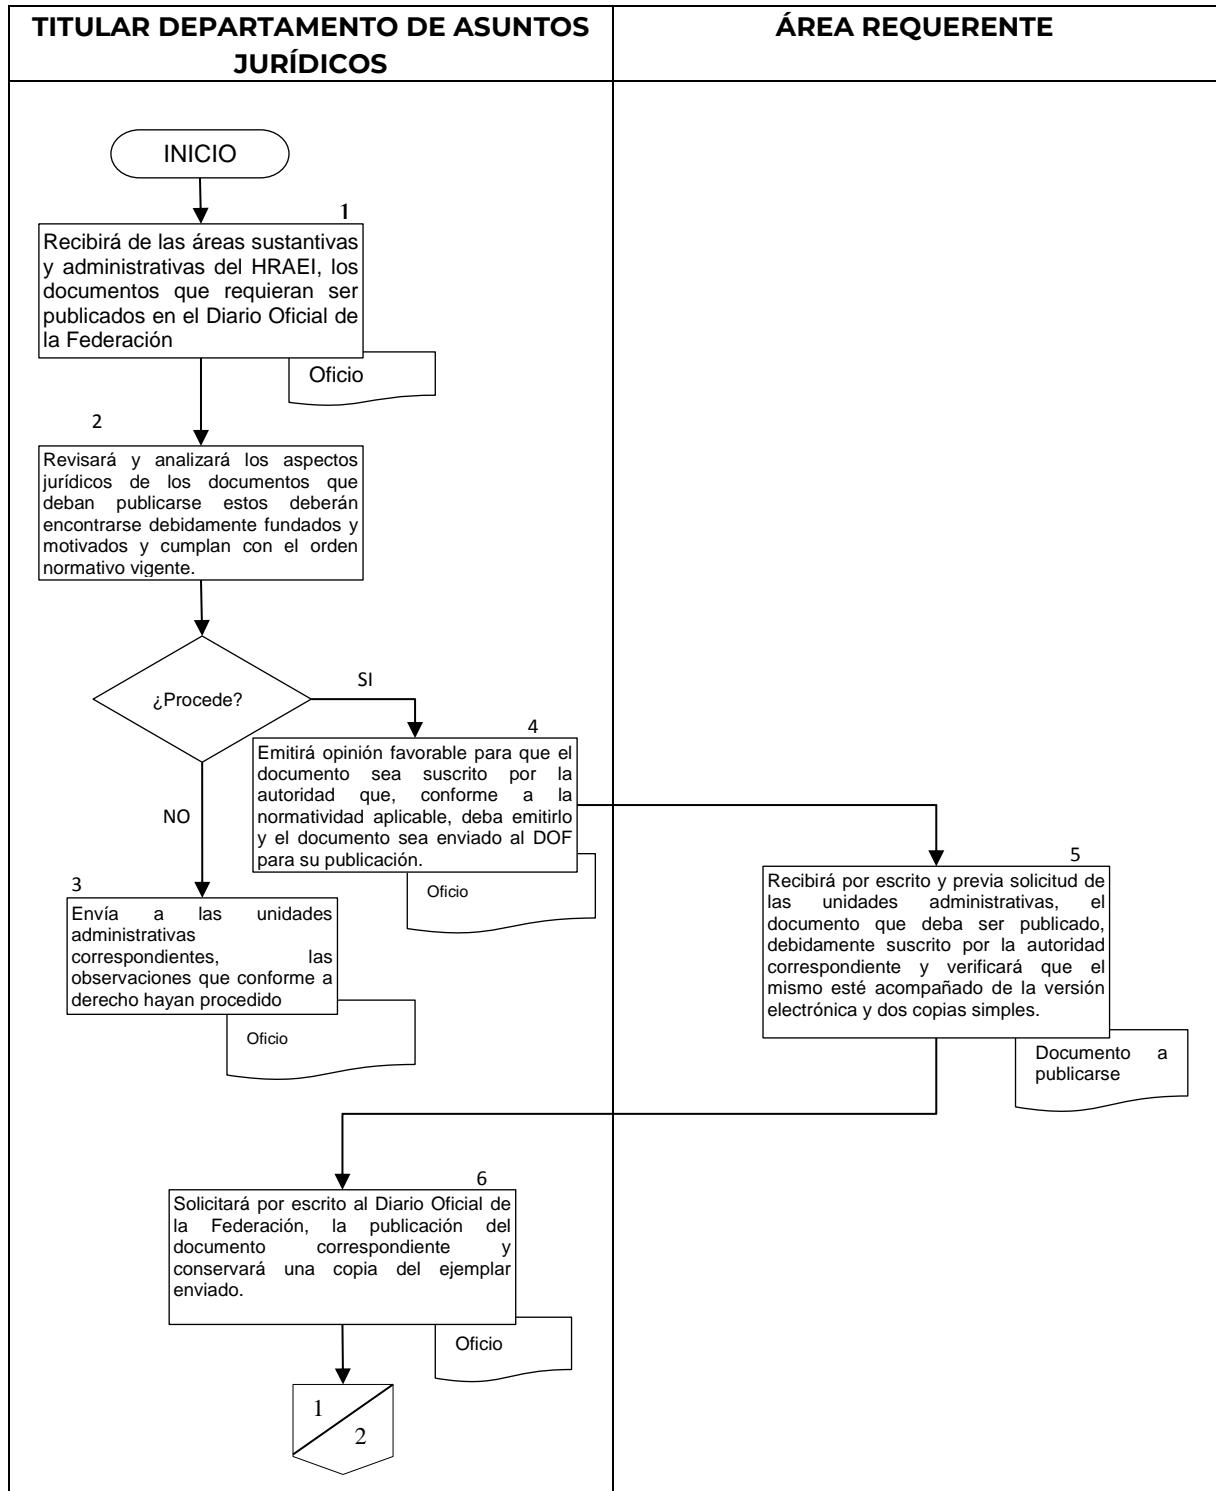 TITULAR DEPARTAMENTO DE ASUNTOS
JURÍDICOS
ÁREA REQUERENTE
INICIO
1
Recibirá de las áreas sustantivas
y administrativas del HRAEI, los
documentos que requieran ser
publicados en el Diario Oficial de
la Federación
Oficio
2
Revisará y analizará los aspectos
jurídicos de los documentos que
deban publicarse estos deberán
encontrarse debidamente fundados y
motivados y cumplan con el orden
normativo vigente.
¿Procede?
SI
4
Emitirá opinión favorable para que el
documento sea suscrito por la
autoridad que, conforme a la
normatividad aplicable, deba emitirlo
y el documento sea enviado al DOF
para su publicación.
Oficio
NO
3
Envía a las unidades
administrativas
correspondientes, las
observaciones que conforme a
derecho hayan procedido
Oficio
5
Recibirá por escrito y previa solicitud de
las unidades administrativas, el
documento que deba ser publicado,
debidamente suscrito por la autoridad
correspondiente y verificará que el
mismo esté acompañado de la versión
electrónica y dos copias simples.
Documento a
publicarse
6
Solicitará por escrito al Diario Oficial de
la Federación, la publicación del
documento correspondiente y
conservará una copia del ejemplar
enviado.
Oficio
1
2